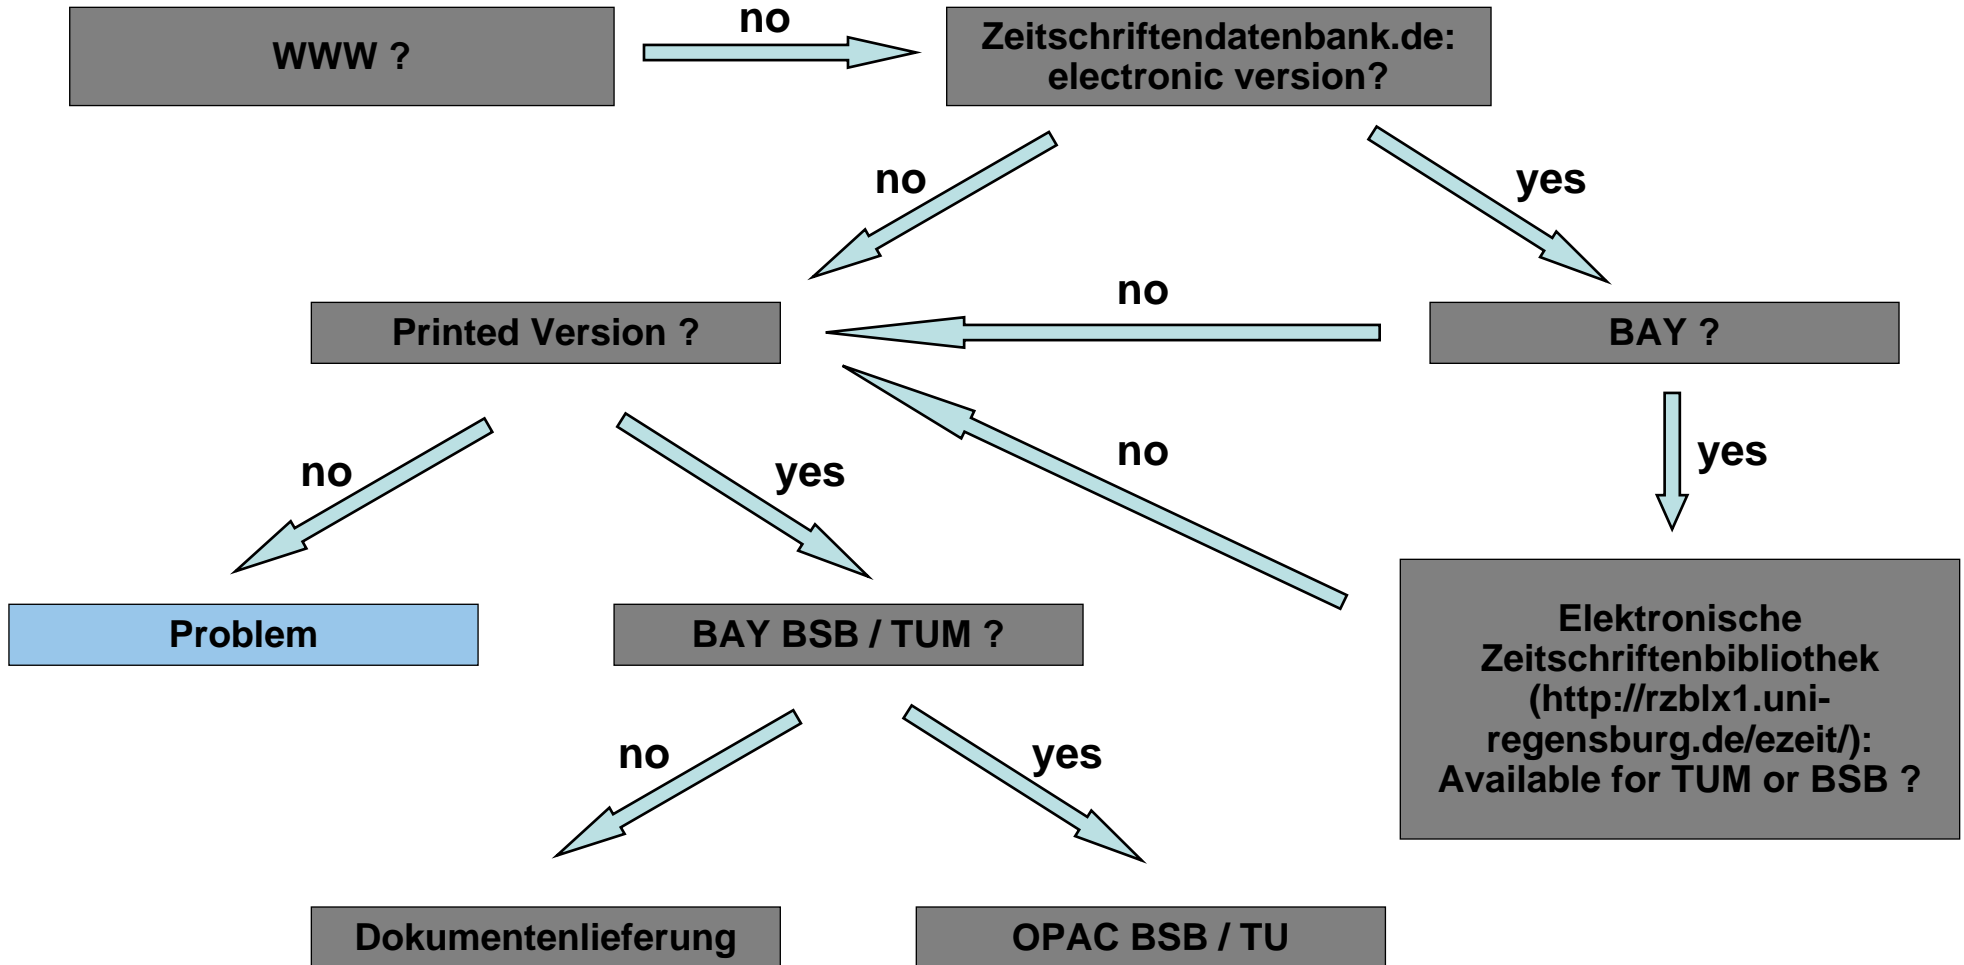 no
WWW ?
Zeitschriftendatenbank.de:
electronic version?
no
yes
no
Printed Version ?
BAY ?
no
yes
no
yes
Problem
BAY BSB / TUM ?
Elektronische
Zeitschriftenbibliothek
(http://rzblx1.uni-
regensburg.de/ezeit/):
Available for TUM or BSB ?
no
yes
Dokumentenlieferung
OPAC BSB / TU